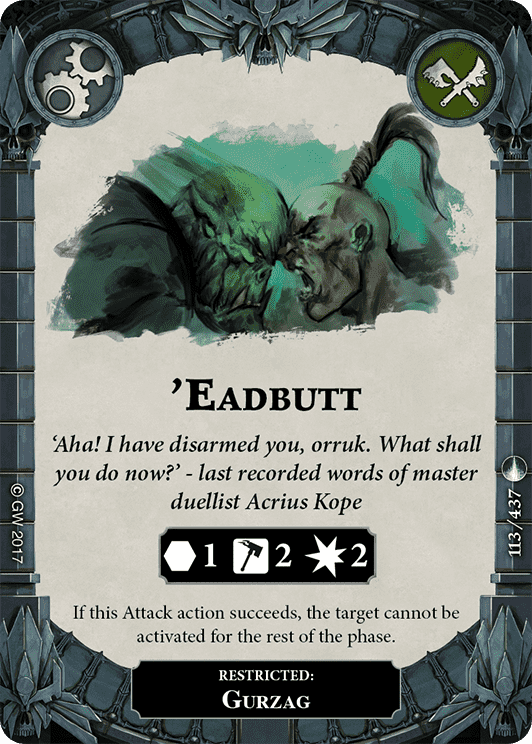 ’Eadbutt
‘Aha! I have disarmed you, orruk. What shall
you do now?’ - last recorded words of master
duellist Acrius Kope
1 2 2
If this Attack action succeeds, the target cannot be
activated for the rest of the phase.
RESTRICTED:
Gurzag
© GW 2017
113/437